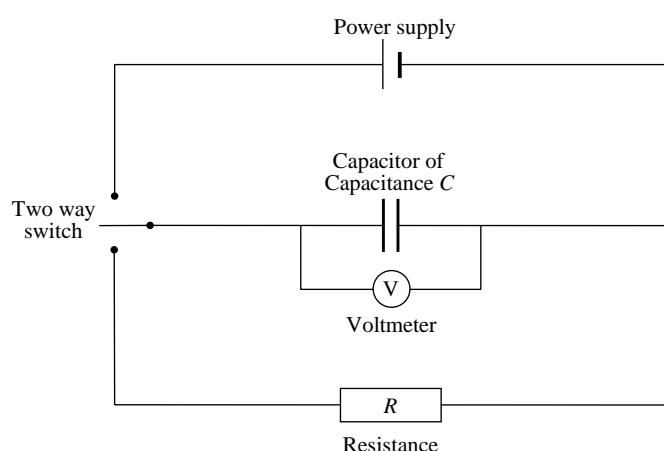 Power supply
Capacitor of
Capacitance C
Two way
switch
V
Voltmeter
R
Resistance